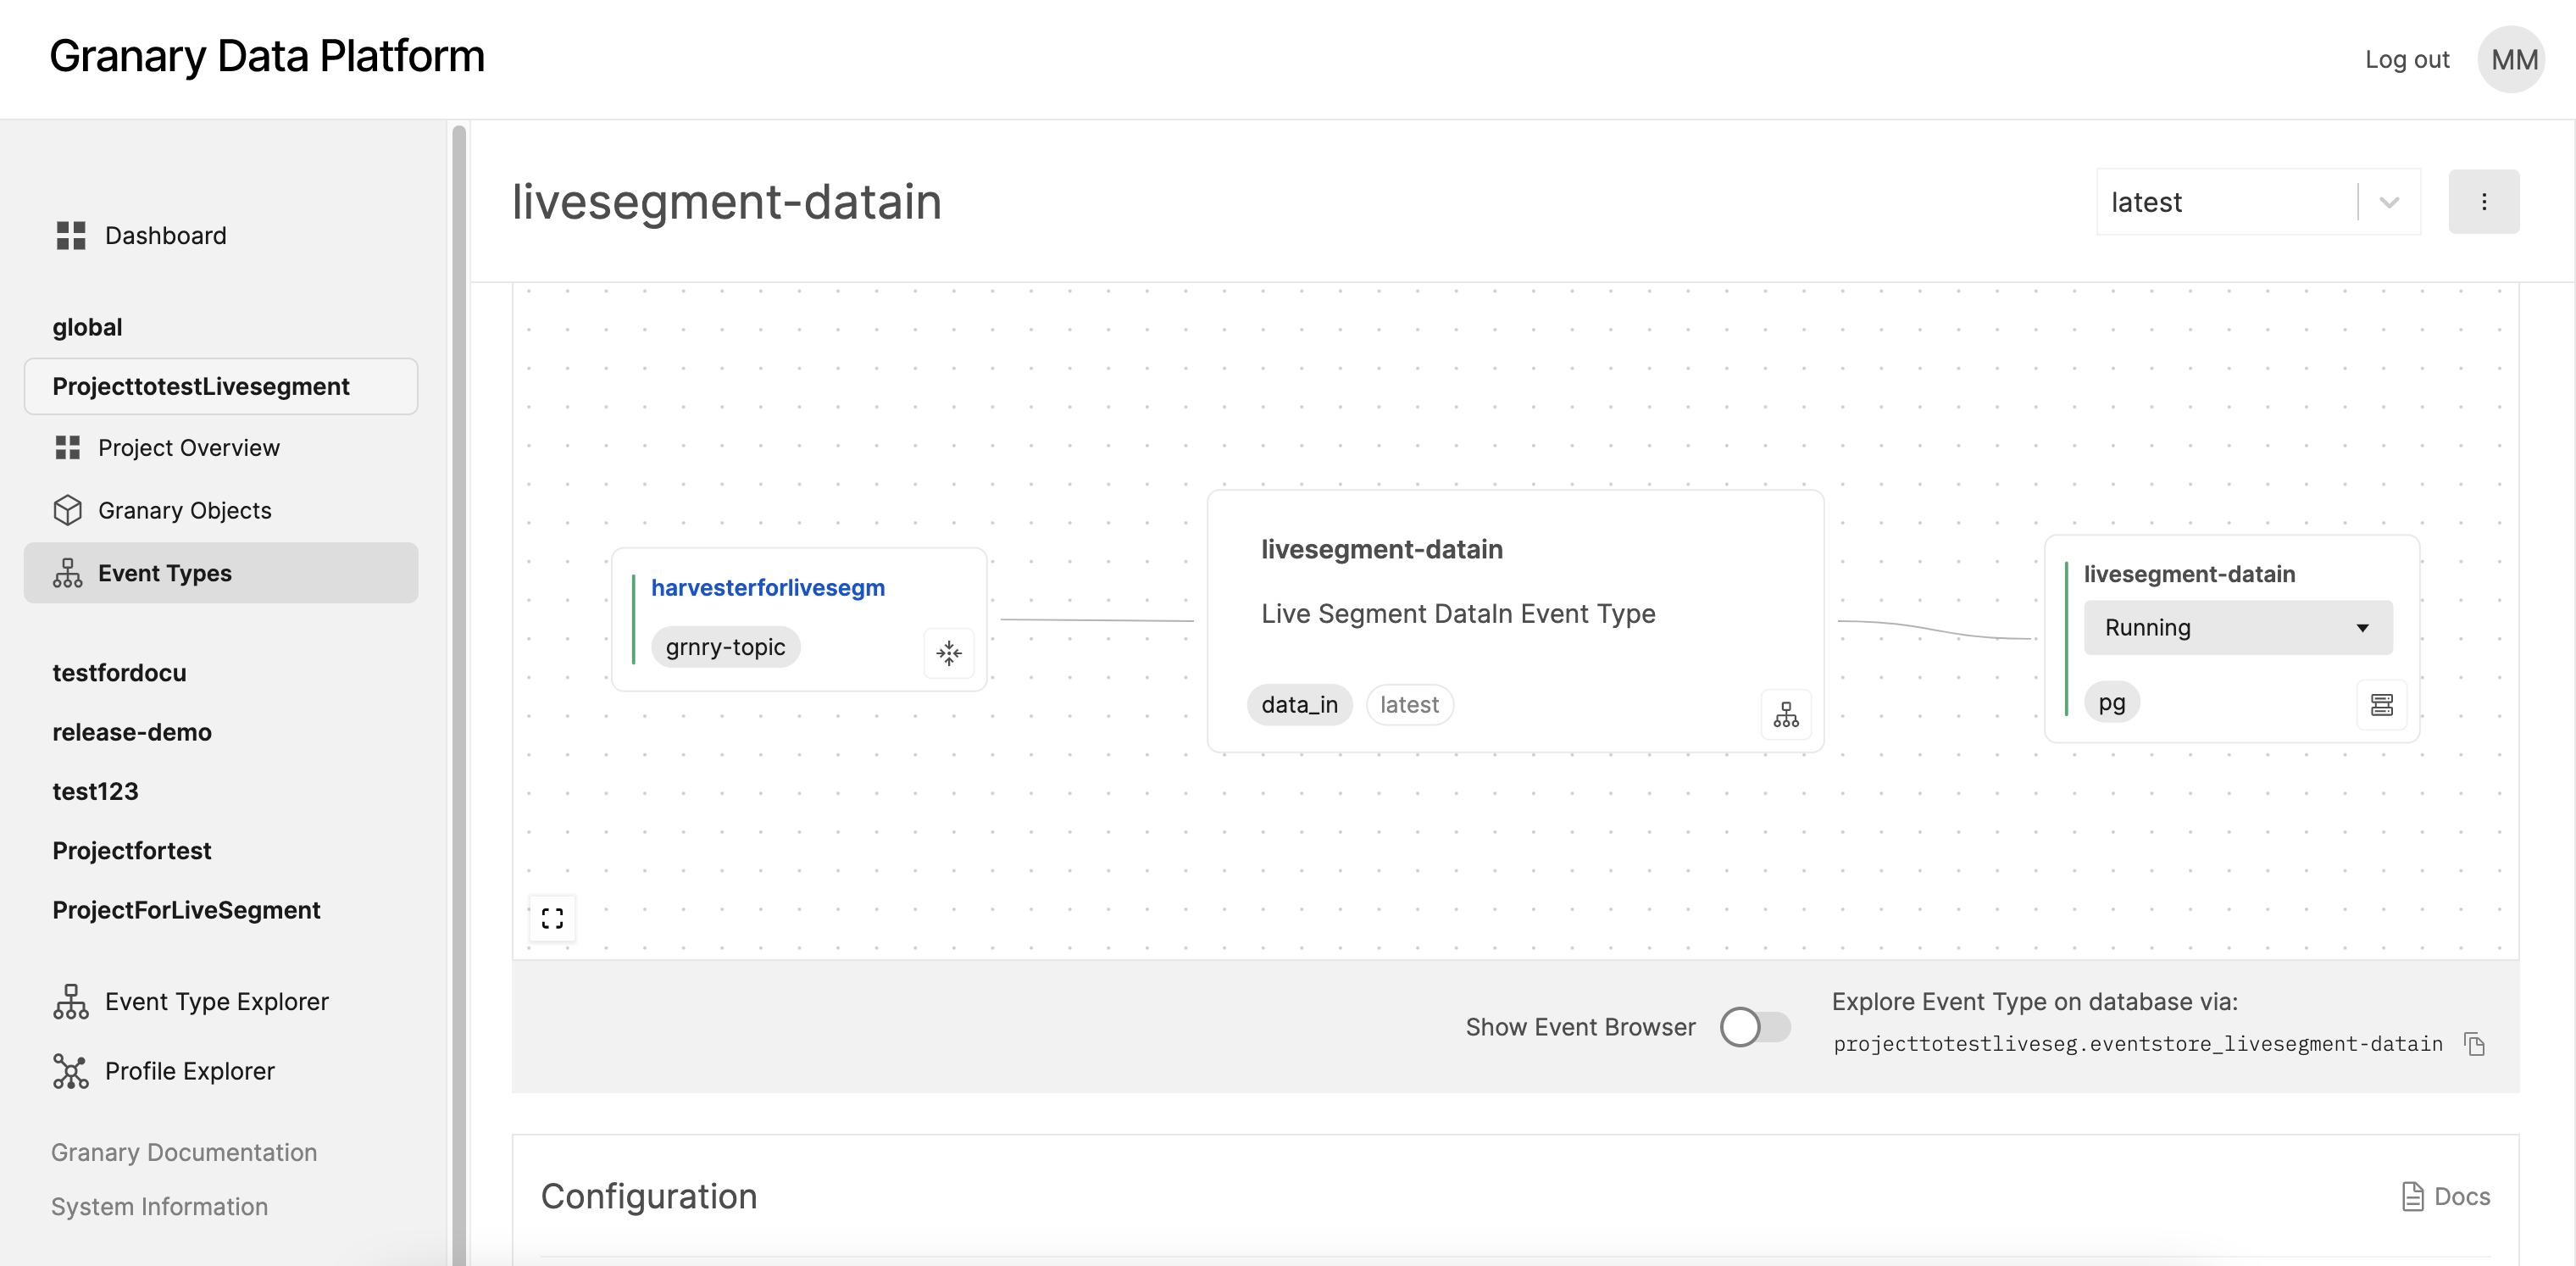 Granary Data Platform
Log out
MM
Dashboard
global
ProjecttotestLivesegment
Project Overview
Granary Objects
Event Types
testfordocu
release-demo
test123
Projectfortest
ProjectForLiveSegment
Event Type Explorer
Profile Explorer
Granary Documentation
System Information
livesegment-datain
latest
harvesterforlivesegm
grnry-topic
livesegment-datain
Live Segment DataIn Event Type
data_in
latest
livesegment-datain
Running
pg
Show Event Browser
Explore Event Type on database via:
projecttotestliveseg.eventstore_livesegment-datain
Configuration
Docs